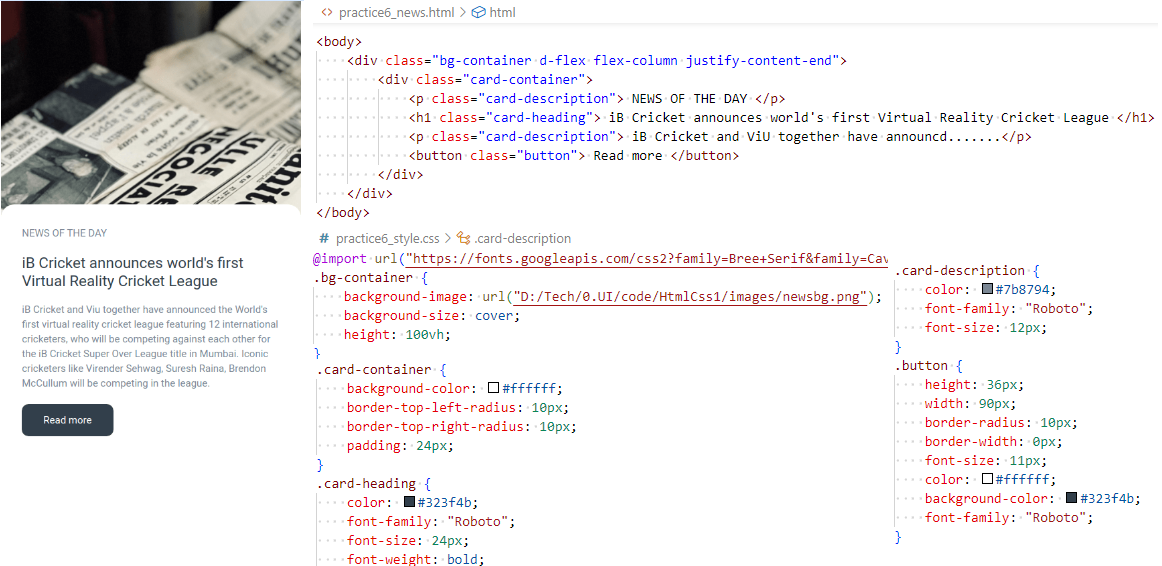 ULLE RE
NEGOCIA
NEWS OF THE DAY
iB Cricket announces world's first
Virtual Reality Cricket League
iB Cricket and Viu together have announced the World's
first virtual reality cricket league featuring 12 international
cricketers, who will be competing against each other for
the iB Cricket Super Over League title in Mumbai. Iconic
cricketers like Virender Sehwag, Suresh Raina, Brendon
McCullum will be competing in the league.
Read more
<> practice6_news.html > html
<body>
<div class="bg-container d-flex flex-column justify-content-end">
<div class="card-container">
<p class="card-description"> NEWS OF THE DAY </p>
<h1 class="card-heading"> iB Cricket announces world's first Virtual Reality Cricket League </h1>
<p class="card-description"> iB Cricket and ViU together have announcd.......</p>
<button class="button"> Read more </button>
</div>
</div>
</body>
# practice6_style.css > .card-description
@import url("https://fonts.googleapis.com/css2?family=Bree+Serif&family=Cav
.bg-container {
background-image: url("D:/Tech/0.UI/code/HtmlCss1/images/newsbg.png");
background-size: cover;
height: 100vh;
}
.card-container {
background-color: #ffffff;
border-top-left-radius: 10px;
border-top-right-radius: 10px;
padding: 24px;
}
.card-heading {
color: #323f4b;
font-family: "Roboto";
font-size: 24px;
font-weight: bold;
.card-description {
color: #7b8794;
font-family: "Roboto";
font-size: 12px;
}
.button {
height: 36px;
width: 90px;
border-radius: 10px;
border-width: 0px;
font-size: 11px;
color: #ffffff;
background-color: #323f4b;
font-family: "Roboto";
}